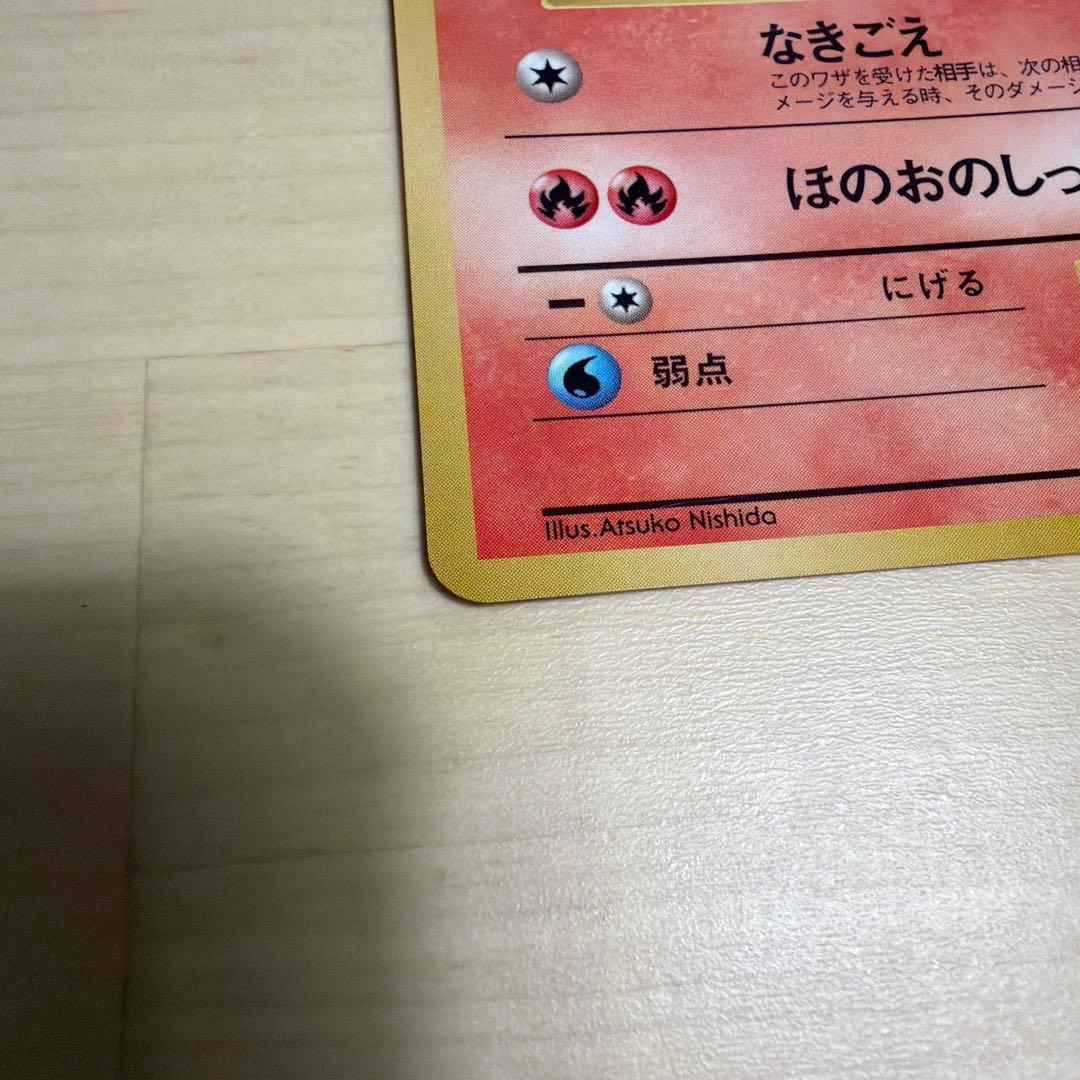 なきごえ
このワザを受けた相手は、次の相
メージを与える時、そのダメージ
ほのおのしっ
にげる
弱点
Illus.Atsuko Nishida